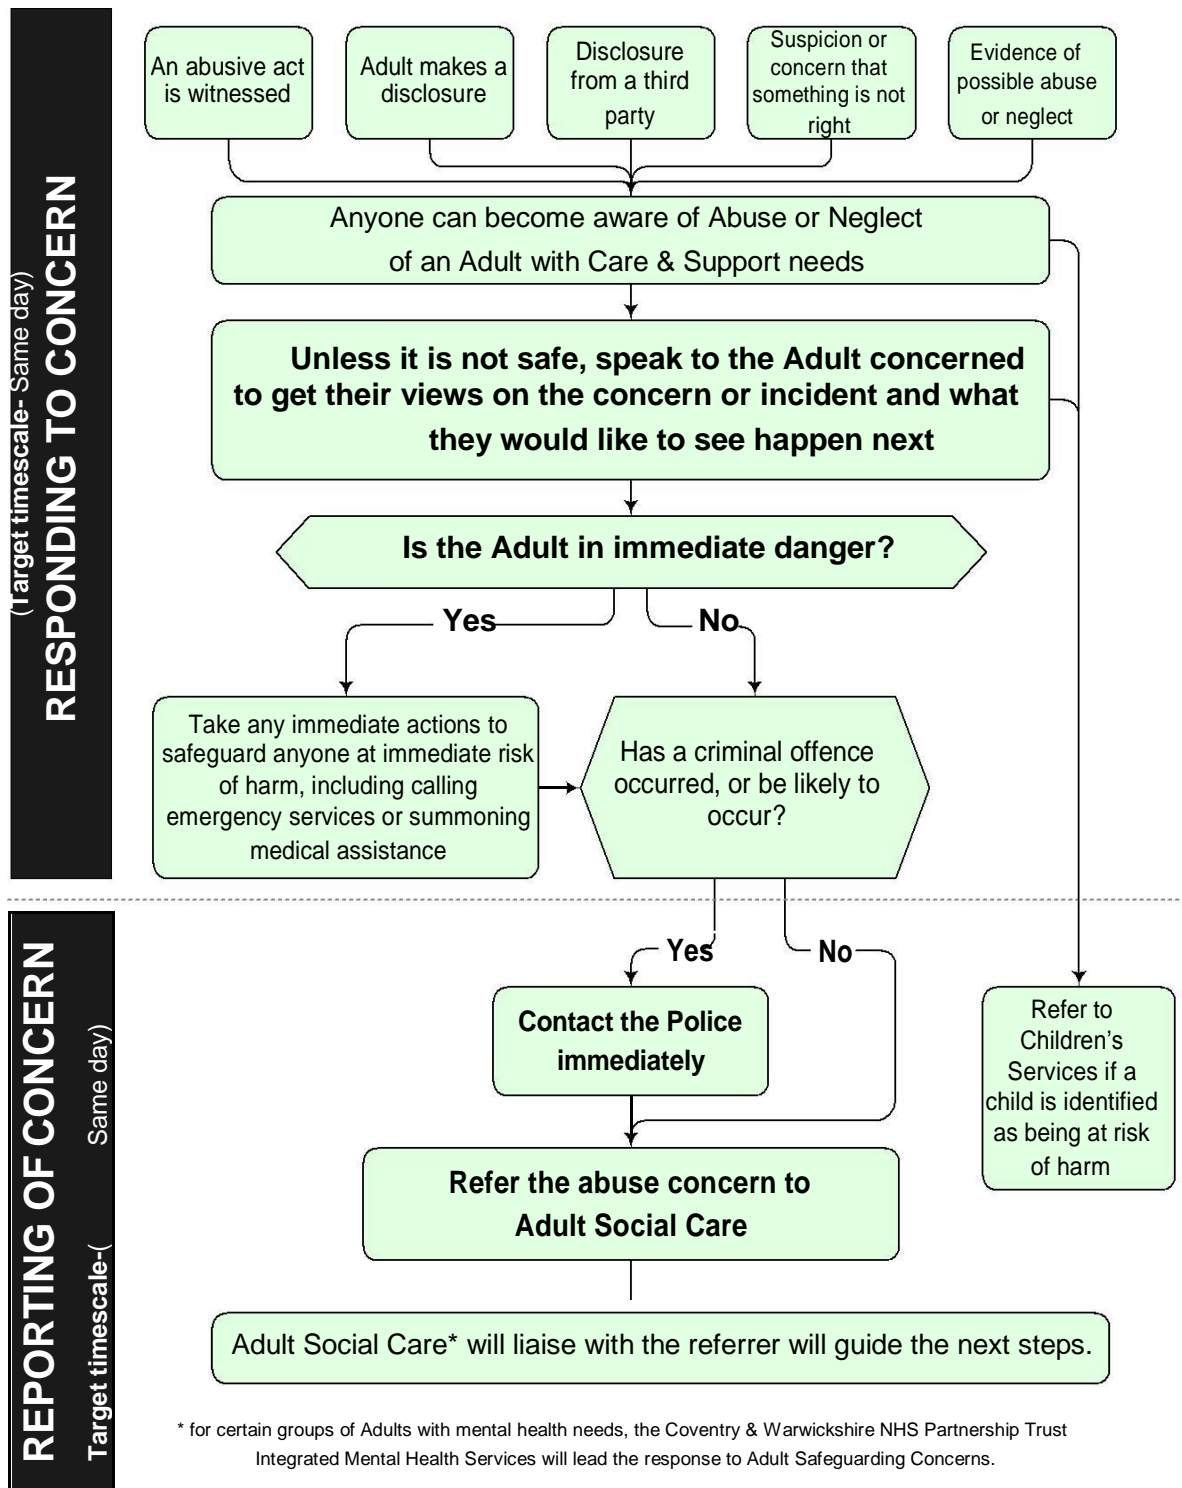 An abusive act
is witnessed
Adult makes a
disclosure
Disclosure
from a third
party
Suspicion or
concern that
something is not
right
Evidence of
possible abuse
or neglect
(Target timescale- Same day)
RESPONDING TO CONCERN
Anyone can become aware of Abuse or Neglect
of an Adult with Care & Support needs
Unless it is not safe, speak to the Adult concerned
to get their views on the concern or incident and what
they would like to see happen next
Is the Adult in immediate danger?
Yes
No
Take any immediate actions to
safeguard anyone at immediate risk
of harm, including calling
emergency services or summoning
medical assistance
Has a criminal offence
occurred, or be likely to
occur?
REPORTING OF CONCERN
Target timescale-( Same day)
Yes
No
Contact the Police
immediately
Refer to
Children’s
Services if a
child is identified
as being at risk
of harm
Refer the abuse concern to
Adult Social Care
Adult Social Care* will liaise with the referrer will guide the next steps.
* for certain groups of Adults with mental health needs, the Coventry & Warwickshire NHS Partnership Trust
Integrated Mental Health Services will lead the response to Adult Safeguarding Concerns.